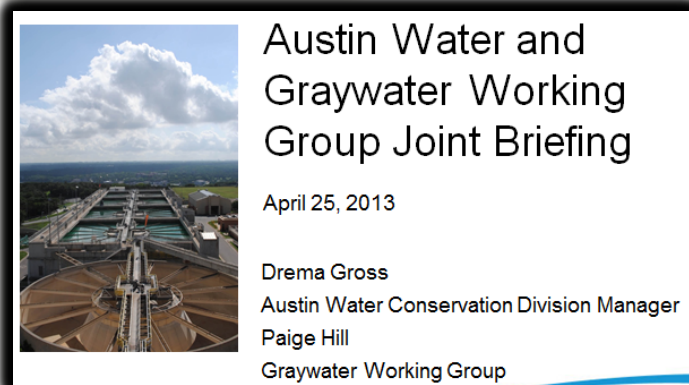 Austin Water and
Graywater Working
Group Joint Briefing
April 25, 2013
Drema Gross
Austin Water Conservation Division Manager
Paige Hill
Graywater Working Group